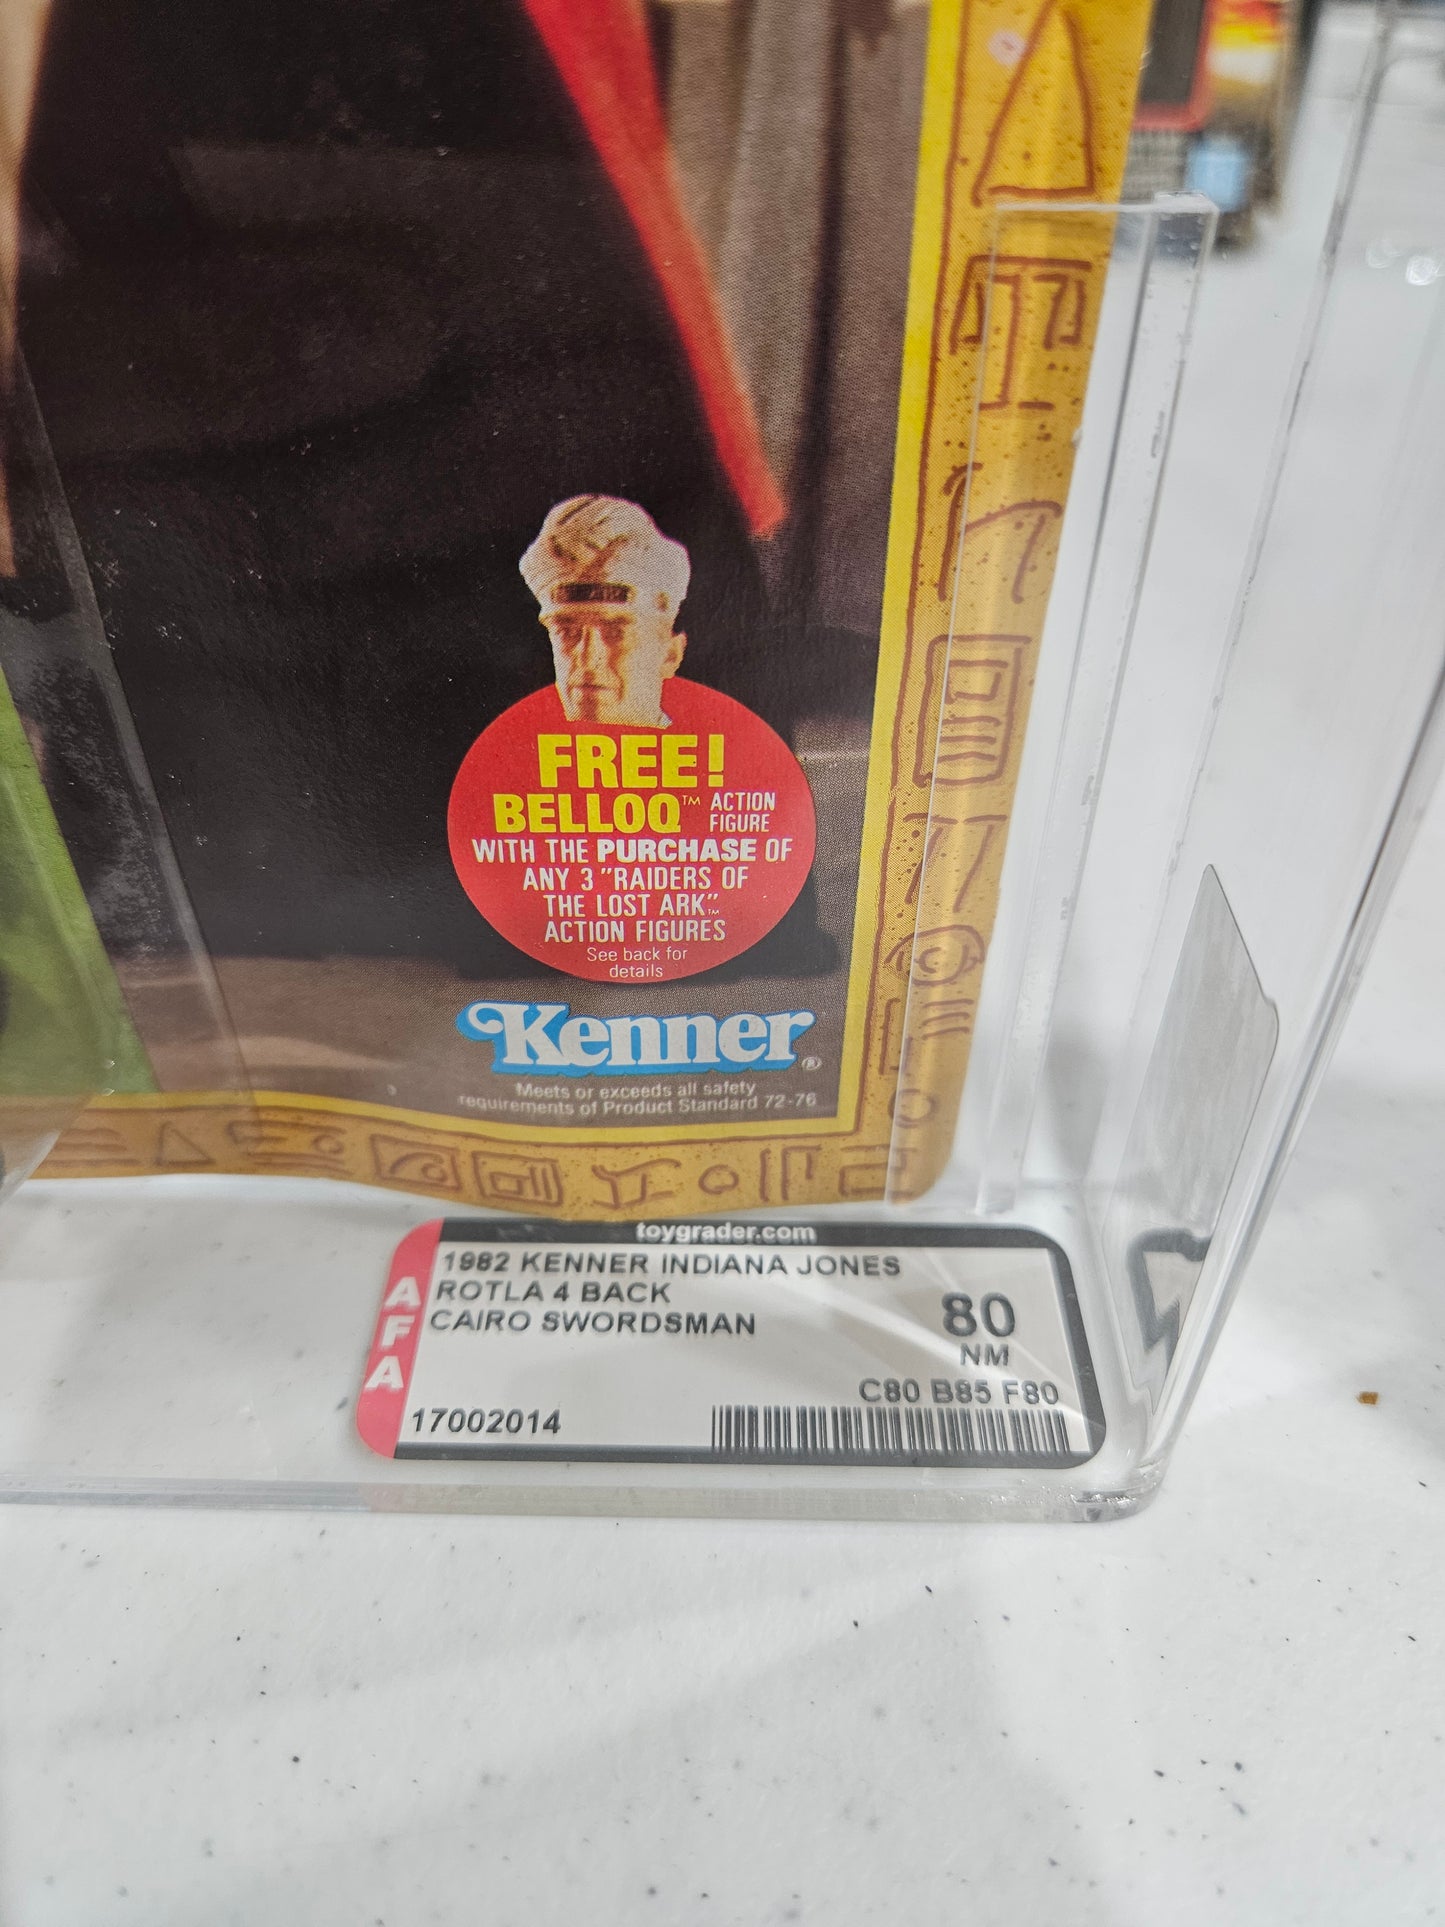 FREE!
BELLOQ™ ACTION FIGURE
WITH THE PURCHASE OF
ANY 3 "RAIDERS OF
THE LOST ARK"™
ACTION FIGURES
See back for
details
Kenner®
Meets or exceeds all safety
requirements of Product Standard 72-76
toygrader.com
AFA
1982 KENNER INDIANA JONES
ROTLA 4 BACK
CAIRO SWORDSMAN
80
NM
C80 B85 F80
17002014